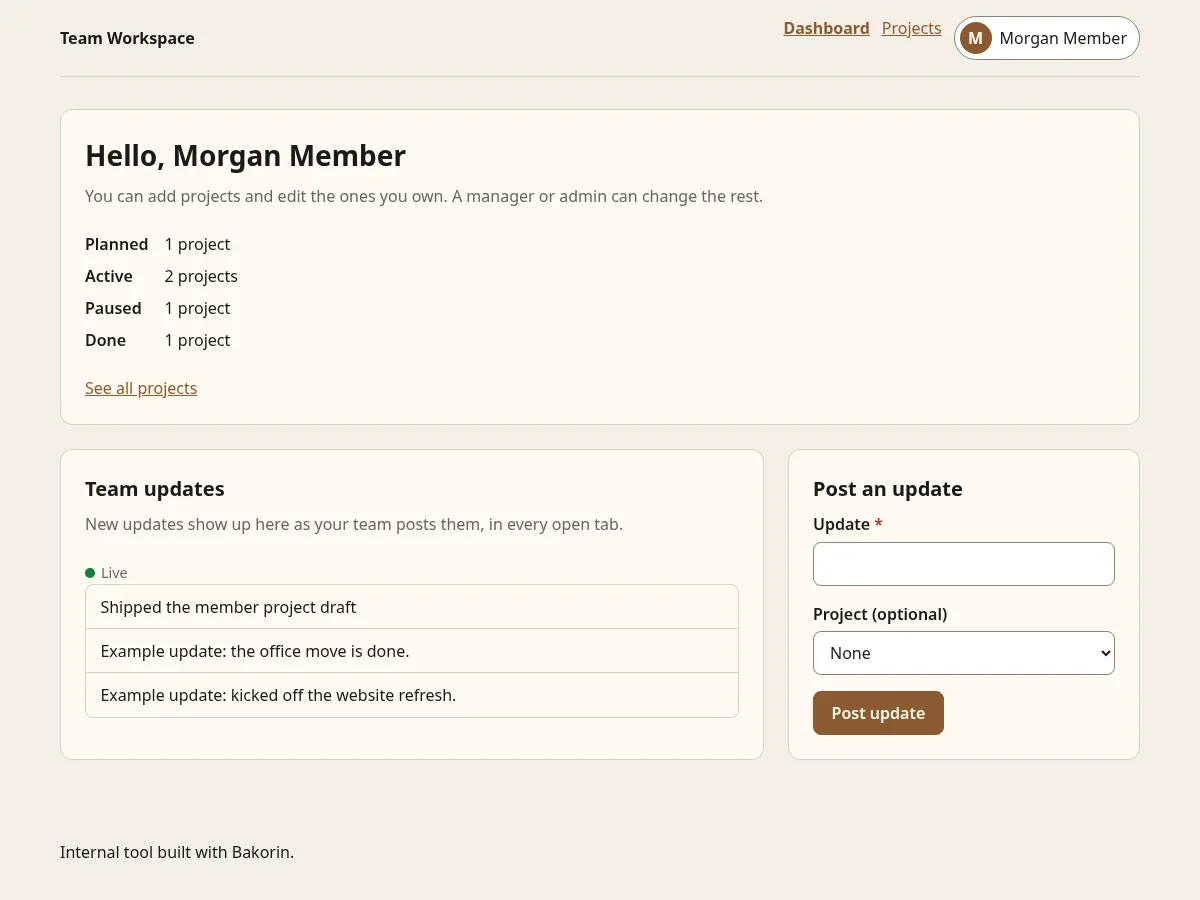 Team Workspace
Dashboard Projects M Morgan Member
Hello, Morgan Member
You can add projects and edit the ones you own. A manager or admin can change the rest.
Planned 1 project
Active 2 projects
Paused 1 project
Done 1 project
See all projects
Team updates
New updates show up here as your team posts them, in every open tab.
Live
Shipped the member project draft
Example update: the office move is done.
Example update: kicked off the website refresh.
Post an update
Update *
Project (optional)
None
Post update
Internal tool built with Bakorin.